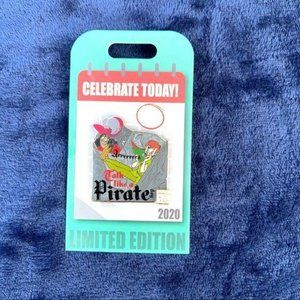 CELEBRATE TODAY!
Talk
like a
Pirate
2020
LIMITED EDITION